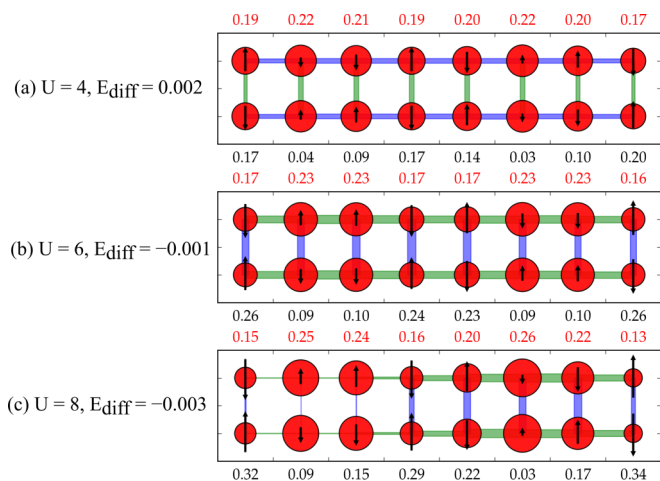 0.19 0.22 0.21 0.19 0.20 0.22 0.20 0.17
(a) U = 4, Ediff = 0.002
0.17 0.04 0.09 0.17 0.14 0.03 0.10 0.20
0.17 0.23 0.23 0.17 0.17 0.23 0.23 0.16
(b) U = 6, Ediff = −0.001
0.26 0.09 0.10 0.24 0.23 0.09 0.10 0.26
0.15 0.25 0.24 0.16 0.20 0.26 0.22 0.13
(c) U = 8, Ediff = −0.003
0.32 0.09 0.15 0.29 0.22 0.03 0.17 0.34